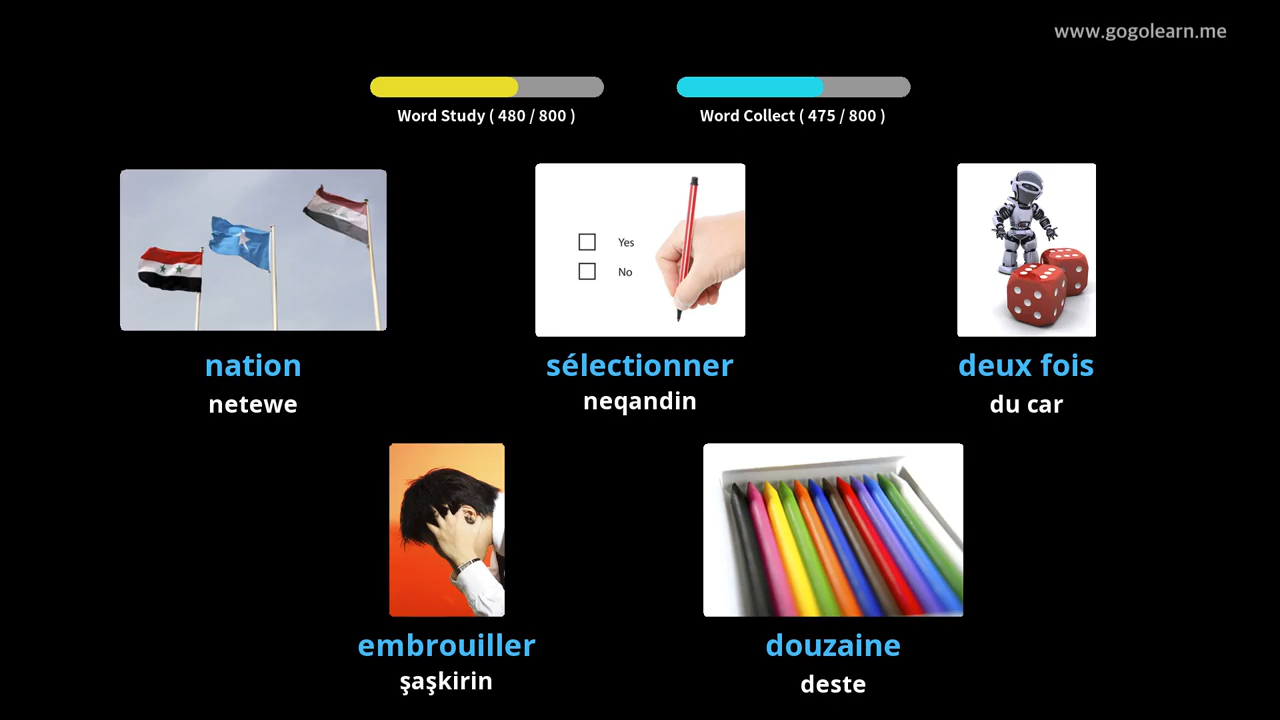 www.gogolearn.me
Word Study ( 480 / 800 )
Word Collect ( 475 / 800 )
Yes
No
nation
sélectionner
deux fois
netewe
neqandin
du car
embrouiller
douzaine
şaşkirin
deste